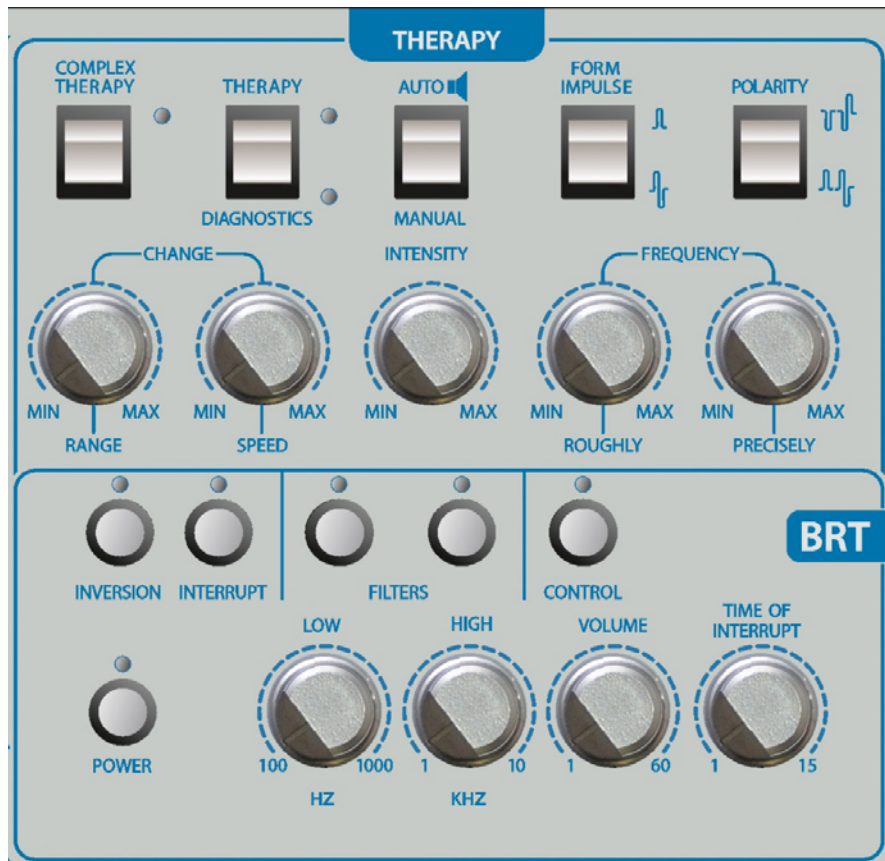 THERAPY
COMPLEX
THERAPY
THERAPY
AUTO
FORM
IMPULSE
POLARITY
DIAGNOSTICS
MANUAL
CHANGE
INTENSITY
FREQUENCY
MIN MAX
MIN MAX
MIN MAX
MIN MAX
MIN MAX
RANGE
SPEED
ROUGHLY
PRECISELY
BRT
INVERSION
INTERRUPT
FILTERS
CONTROL
LOW
HIGH
VOLUME
TIME OF
INTERRUPT
POWER
100 1000
1 10
1 60
1 15
HZ
KHZ